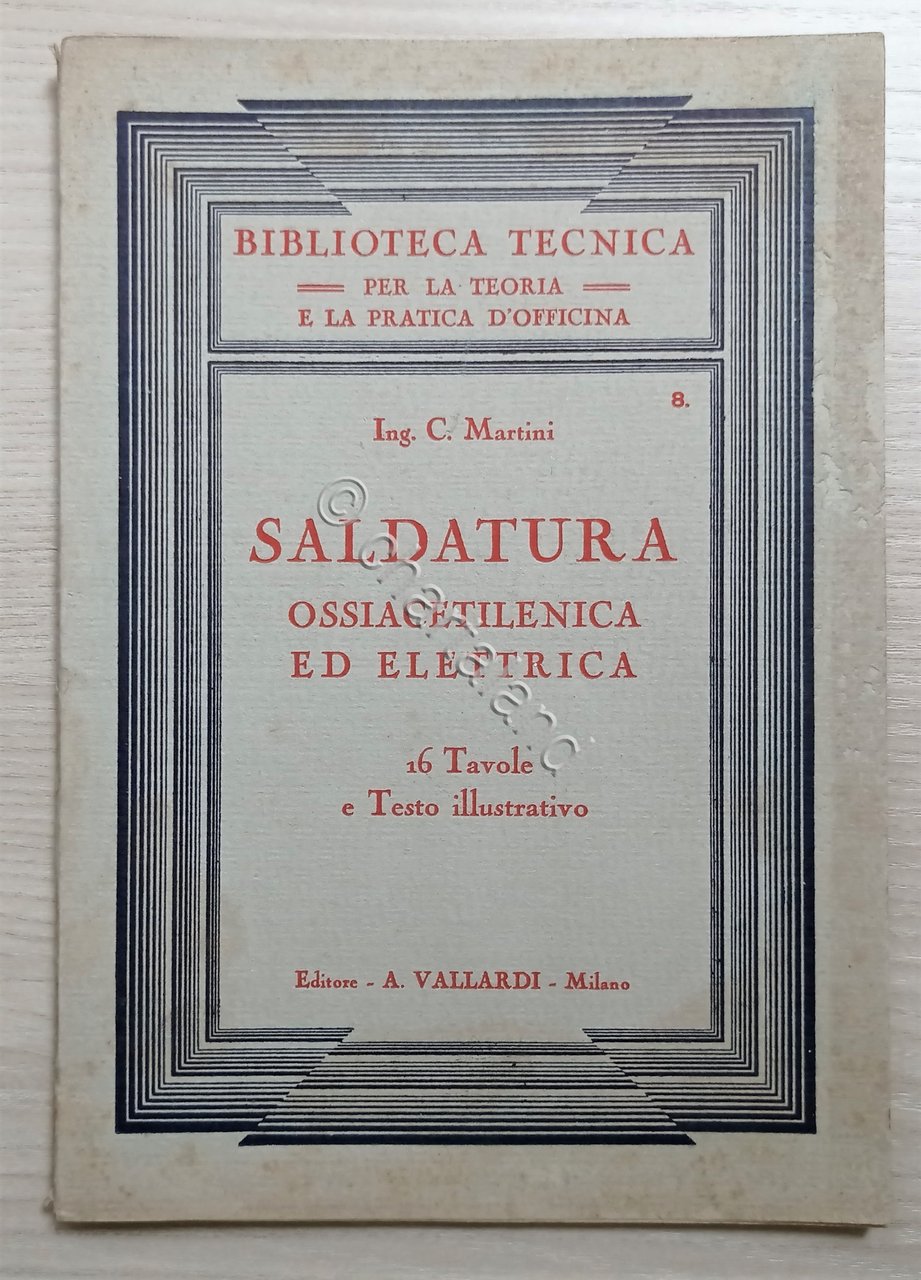 BIBLIOTECA TECNICA
PER LA TEORIA
E LA PRATICA D'OFFICINA
8.
Ing. C. Martini
SALDATURA
OSSIACETILENICA
ED ELETTRICA
16 Tavole
e Testo illustrativo
Editore - A. VALLARDI - Milano